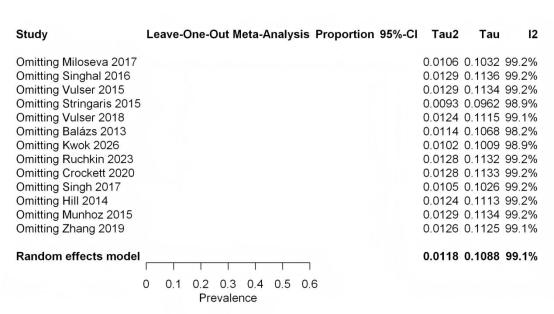 Study Leave-One-Out Meta-Analysis Proportion 95%-CI Tau2 Tau I2
Omitting Miloseva 2017 0.0106 0.1032 99.2%
Omitting Singhal 2016 0.0129 0.1136 99.2%
Omitting Vulser 2015 0.0129 0.1134 99.2%
Omitting Stringaris 2015 0.0093 0.0962 98.9%
Omitting Vulser 2018 0.0124 0.1115 99.1%
Omitting Balázs 2013 0.0114 0.1068 98.2%
Omitting Kwok 2026 0.0102 0.1009 98.9%
Omitting Ruchkin 2023 0.0128 0.1132 99.2%
Omitting Crockett 2020 0.0128 0.1133 99.2%
Omitting Singh 2017 0.0105 0.1026 99.2%
Omitting Hill 2014 0.0124 0.1113 99.2%
Omitting Munhoz 2015 0.0129 0.1134 99.2%
Omitting Zhang 2019 0.0126 0.1125 99.1%
Random effects model 0.0118 0.1088 99.1%
0 0.1 0.2 0.3 0.4 0.5 0.6
Prevalence